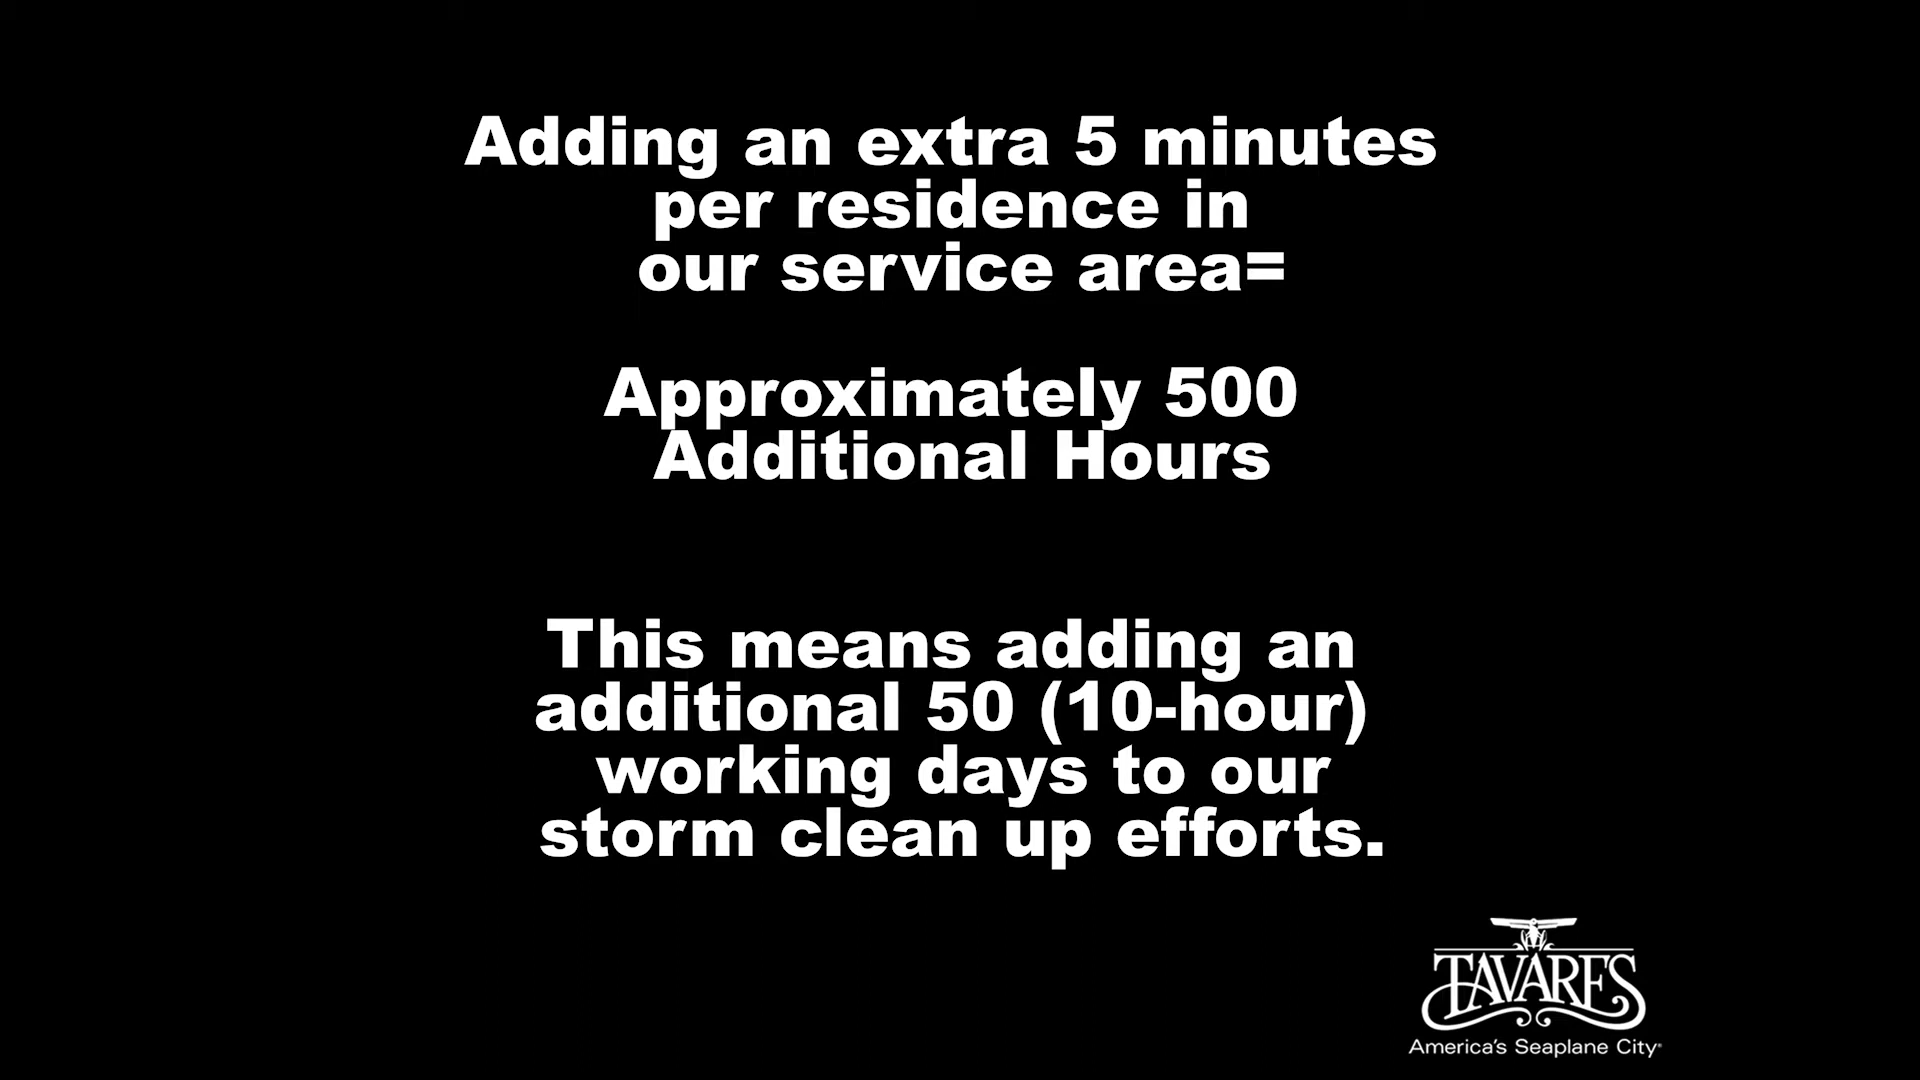 Adding an extra 5 minutes
per residence in
our service area=
Approximately 500
Additional Hours
This means adding an
additional 50 (10-hour)
working days to our
storm clean up efforts.
TAVARES
America's Seaplane City®